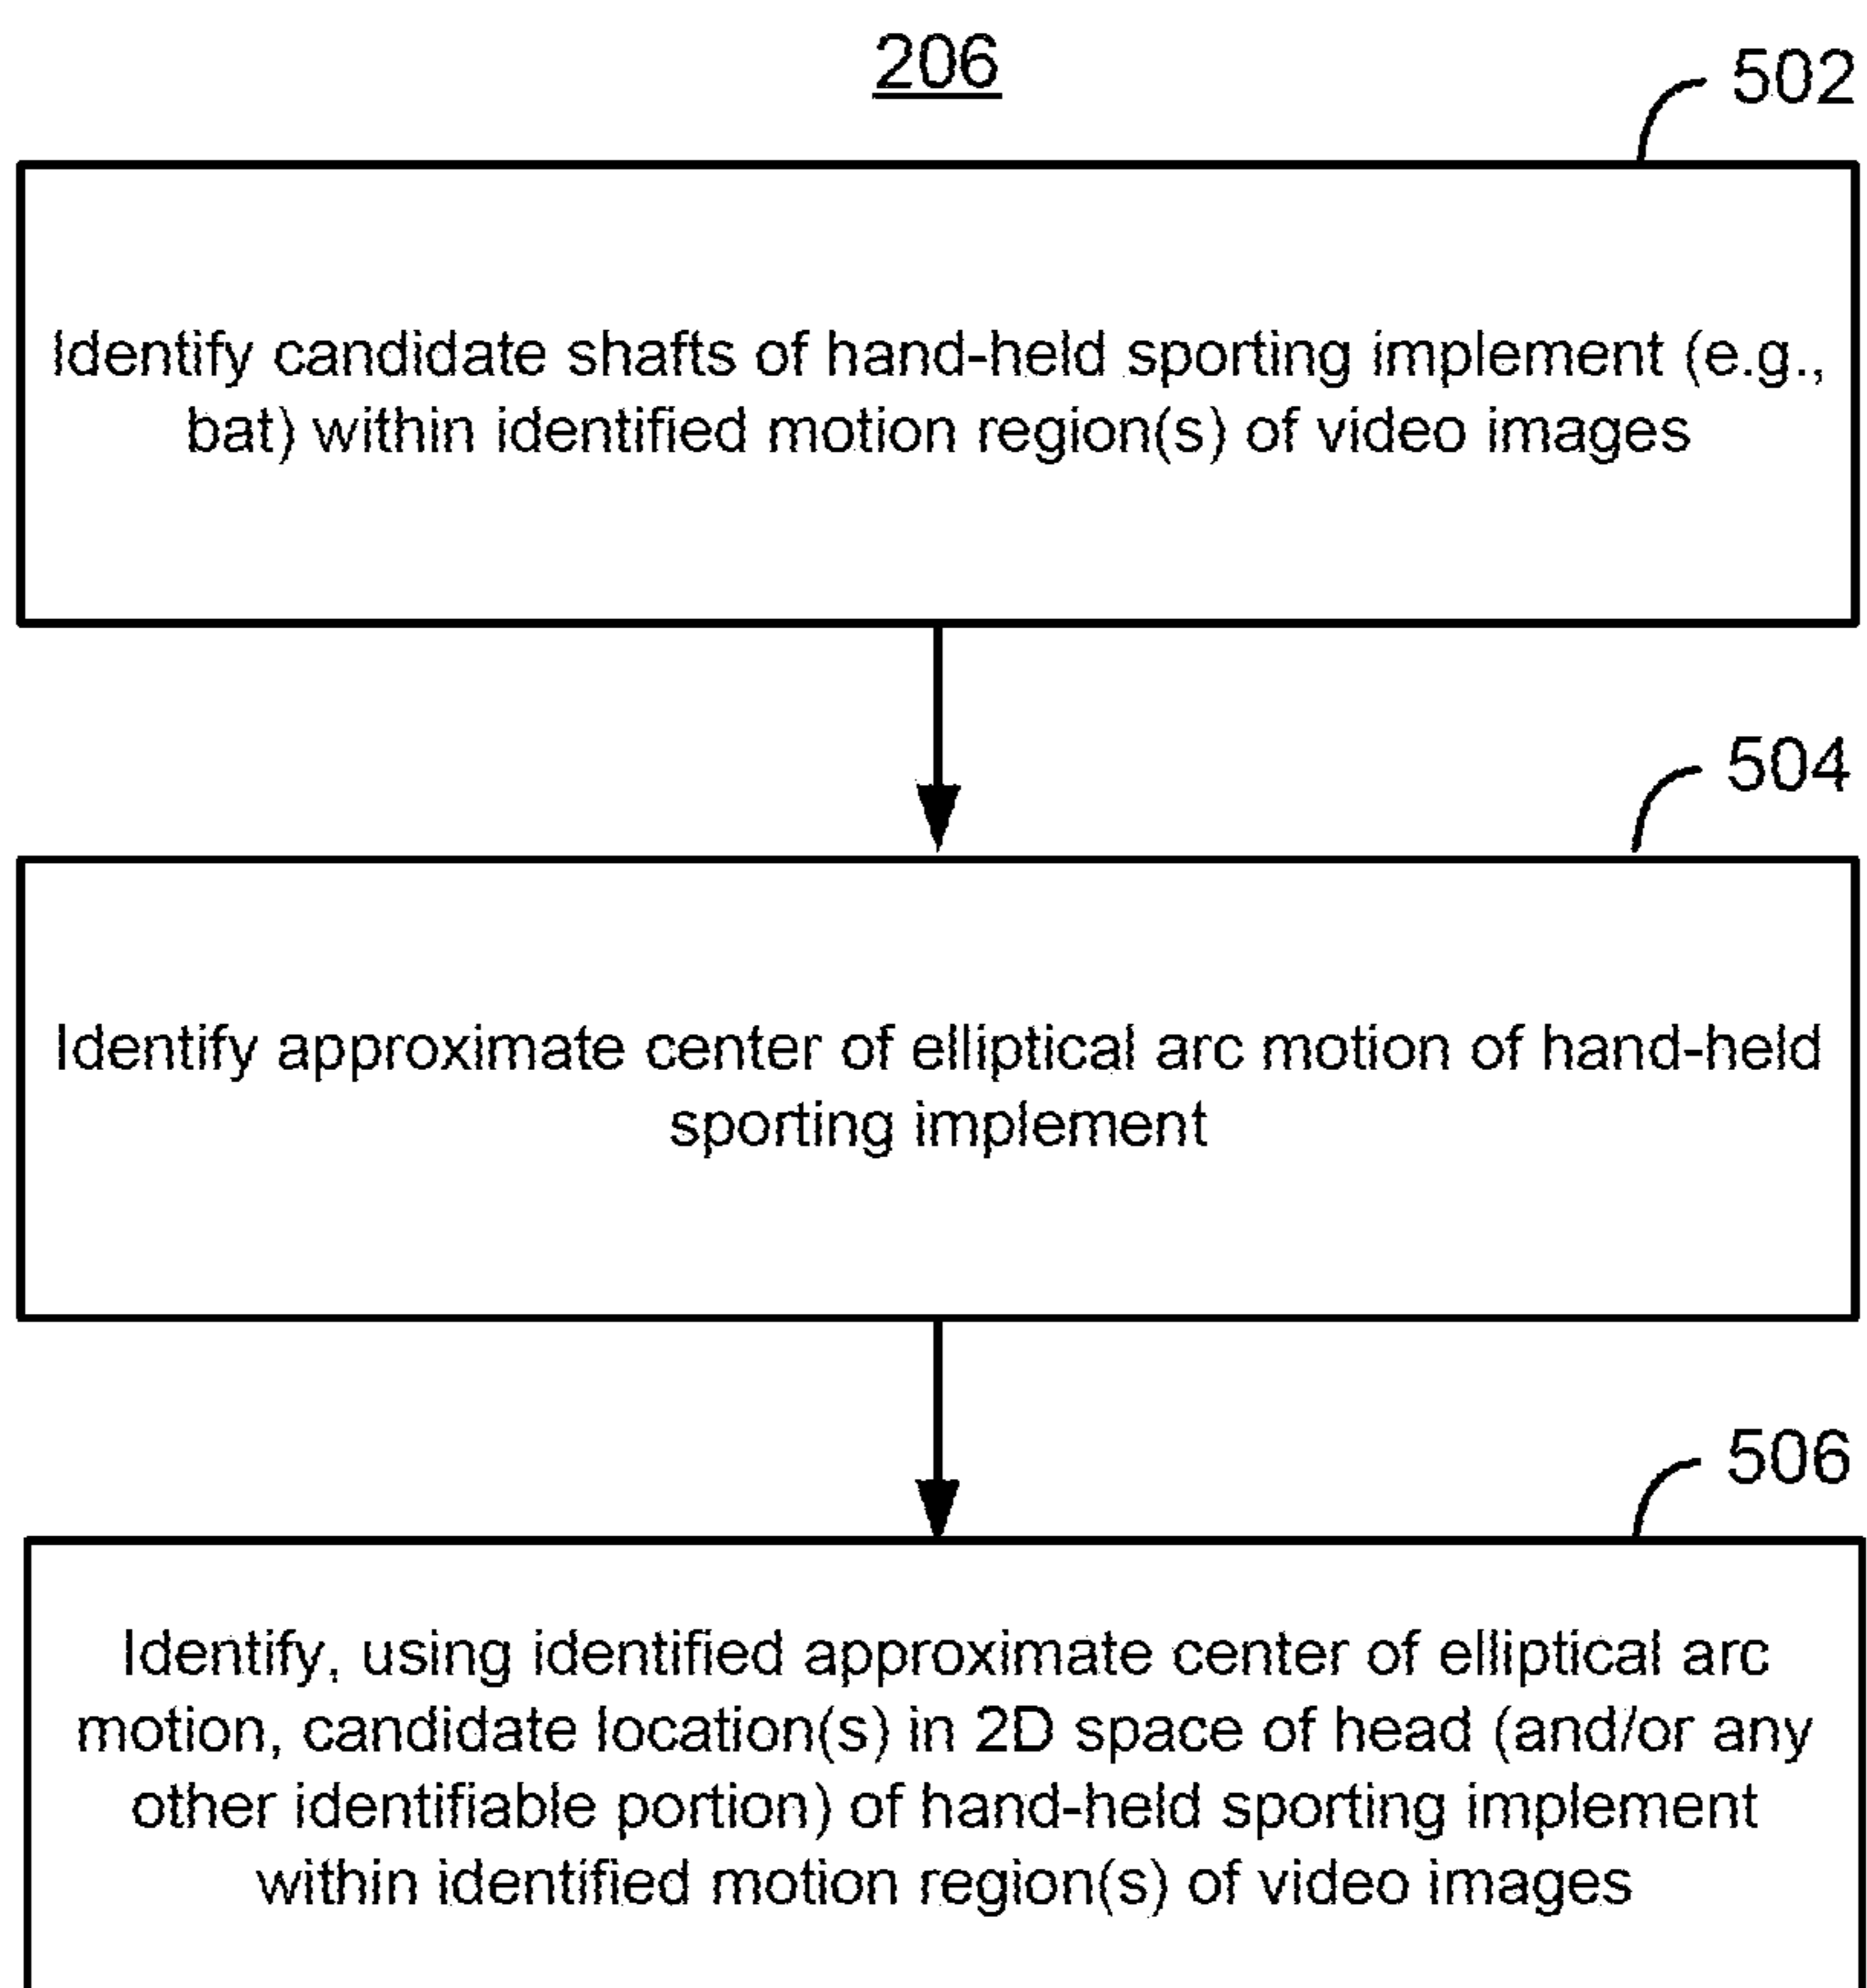 206
502
Identify candidate shafts of hand-held sporting implement (e.g.,
bat) within identified motion region(s) of video images
504
Identify approximate center of elliptical arc motion of hand-held
sporting implement
506
Identify, using identified approximate center of elliptical arc
motion, candidate location(s) in 2D space of head (and/or any
other identifiable portion) of hand-held sporting implement
within identified motion region(s) of video images